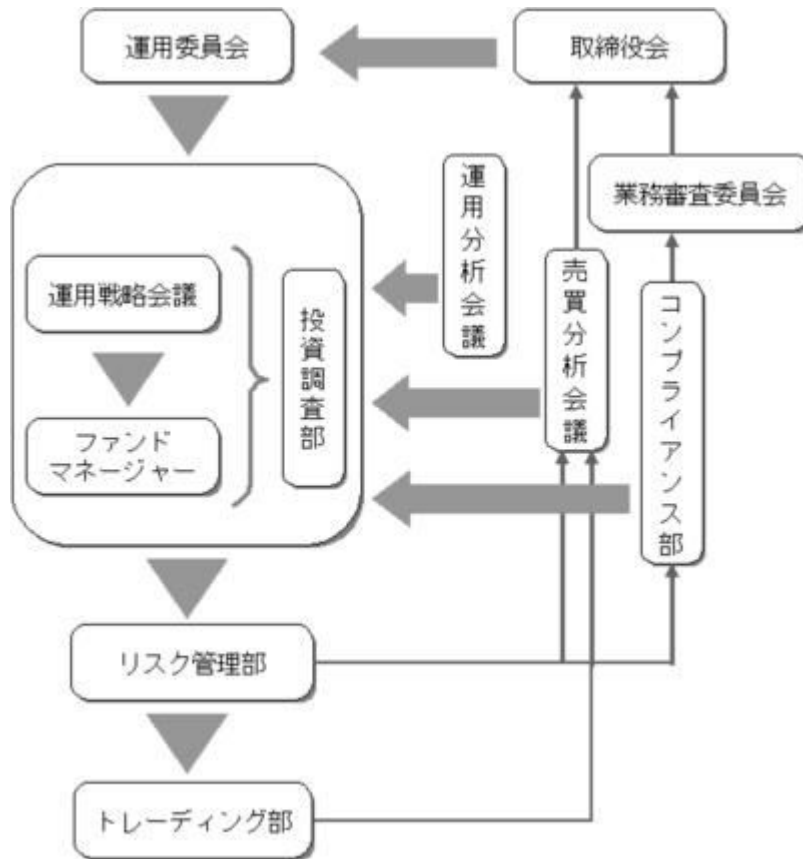 運用委員会
取締役会
運用分析会議
業務審査委員会
運用戦略会議
投資調査部
売買分析会議
コンプライアンス部
ファンド
マネージャー
リスク管理部
トレーディング部